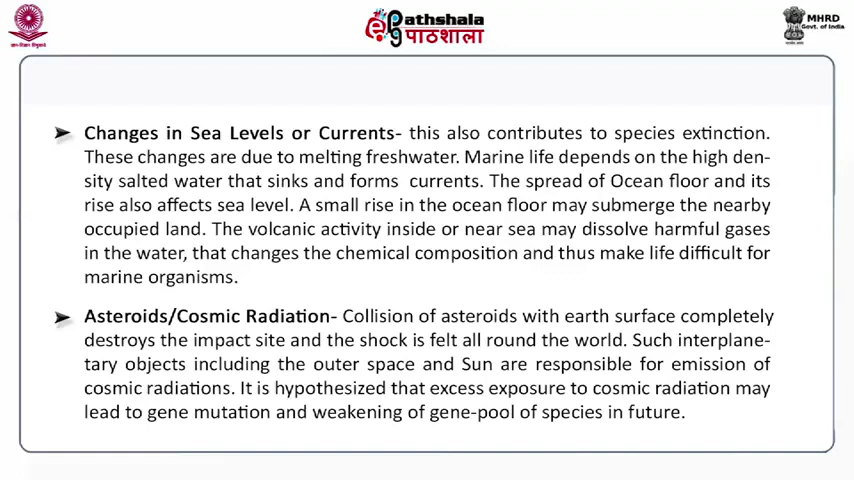 ePathshala
पाठशाला
MHRD
Govt. of India
➤ Changes in Sea Levels or Currents- this also contributes to species extinction.
These changes are due to melting freshwater. Marine life depends on the high den-
sity salted water that sinks and forms currents. The spread of Ocean floor and its
rise also affects sea level. A small rise in the ocean floor may submerge the nearby
occupied land. The volcanic activity inside or near sea may dissolve harmful gases
in the water, that changes the chemical composition and thus make life difficult for
marine organisms.
➤ Asteroids/Cosmic Radiation- Collision of asteroids with earth surface completely
destroys the impact site and the shock is felt all round the world. Such interplane-
tary objects including the outer space and Sun are responsible for emission of
cosmic radiations. It is hypothesized that excess exposure to cosmic radiation may
lead to gene mutation and weakening of gene-pool of species in future.